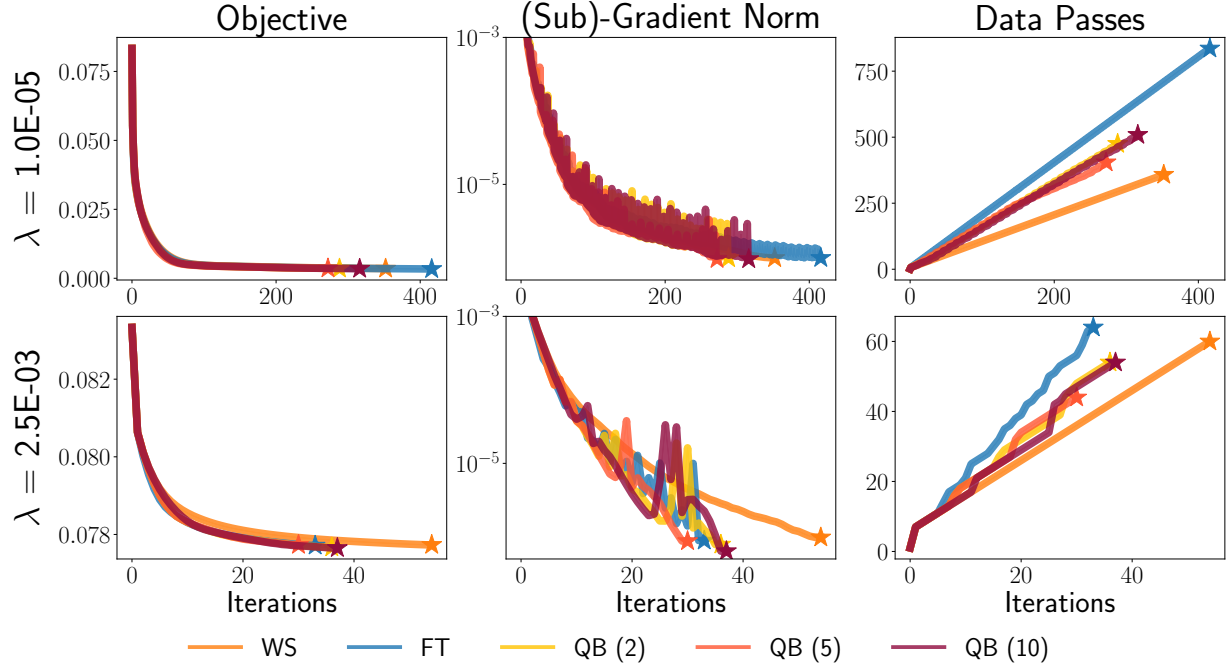 Objective (Sub)-Gradient Norm Data Passes
λ = 1.0E-05
0.075
0.050
0.025
0.000
0 200 400
10⁻³
10⁻⁵
0 200 400
750
500
250
0
0 200 400
λ = 2.5E-03
0.082
0.080
0.078
0 20 40
Iterations
10⁻³
10⁻⁵
0 20 40
Iterations
60
40
20
0
0 20 40
Iterations
WS FT QB (2) QB (5) QB (10)